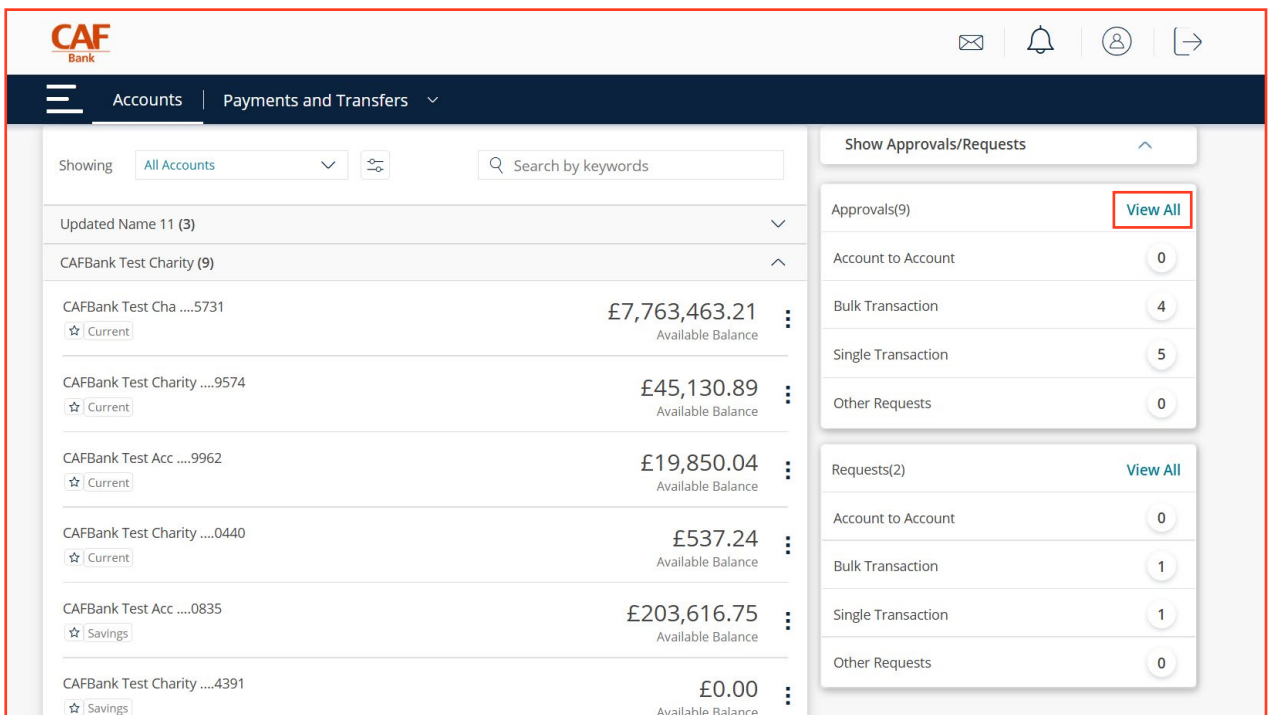 CAF
Bank
Accounts
Payments and Transfers
Showing
All Accounts
Search by keywords
Updated Name 11 (3)
CAFBank Test Charity (9)
CAFBank Test Cha ....5731
£7,763,463.21
Current
Available Balance
CAFBank Test Charity ....9574
£45,130.89
Current
Available Balance
CAFBank Test Acc ....9962
£19,850.04
Current
Available Balance
CAFBank Test Charity ....0440
£537.24
Current
Available Balance
CAFBank Test Acc ....0835
£203,616.75
Savings
Available Balance
CAFBank Test Charity ....4391
£0.00
Savings
Available Balance
Show Approvals/Requests
Approvals(9)
View All
Account to Account
0
Bulk Transaction
4
Single Transaction
5
Other Requests
0
Requests(2)
View All
Account to Account
0
Bulk Transaction
1
Single Transaction
1
Other Requests
0